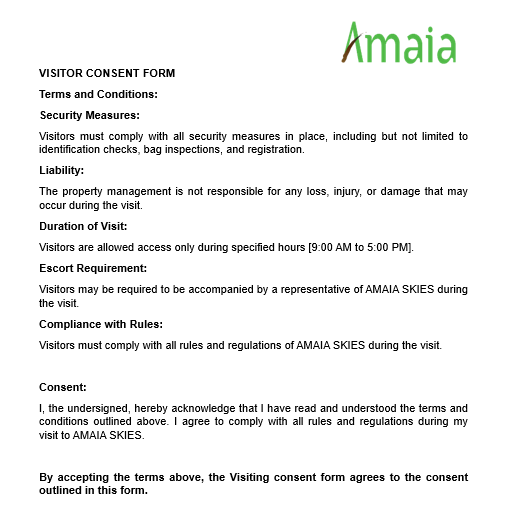 Amaia
VISITOR CONSENT FORM
Terms and Conditions:
Security Measures:
Visitors must comply with all security measures in place, including but not limited to
identification checks, bag inspections, and registration.
Liability:
The property management is not responsible for any loss, injury, or damage that may
occur during the visit.
Duration of Visit:
Visitors are allowed access only during specified hours [9:00 AM to 5:00 PM].
Escort Requirement:
Visitors may be required to be accompanied by a representative of AMAIA SKIES during
the visit.
Compliance with Rules:
Visitors must comply with all rules and regulations of AMAIA SKIES during the visit.
Consent:
I, the undersigned, hereby acknowledge that I have read and understood the terms and
conditions outlined above. I agree to comply with all rules and regulations during my
visit to AMAIA SKIES.
By accepting the terms above, the Visiting consent form agrees to the consent
outlined in this form.